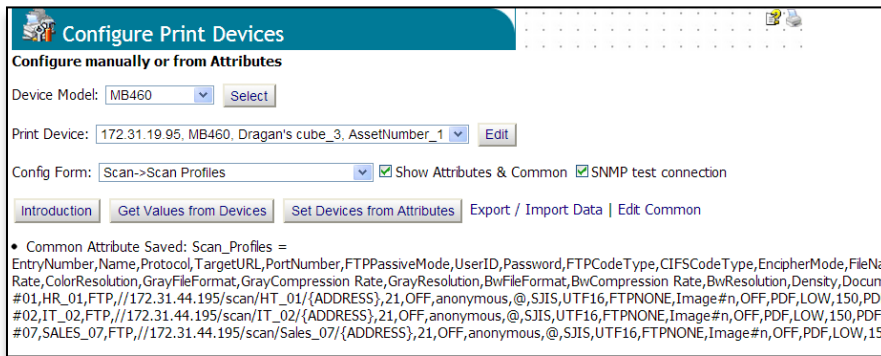 Configure Print Devices
Configure manually or from Attributes
Device Model: MB460 Select
Print Device: 172.31.19.95, MB460, Dragan's cube_3, AssetNumber_1 Edit
Config Form: Scan->Scan Profiles Show Attributes & Common SNMP test connection
Introduction Get Values from Devices Set Devices from Attributes Export / Import Data | Edit Common
• Common Attribute Saved: Scan_Profiles =
EntryNumber,Name,Protocol,TargetURL,PortNumber,FTPPassiveMode,UserID,Password,FTPCodeType,CIFSCodeType,EncipherMode,FileNa
Rate,ColorResolution,GrayFileFormat,GrayCompression Rate,GrayResolution,BwFileFormat,BwCompression Rate,BwResolution,Density,Docum
#01,HR_01,FTP,//172.31.44.195/scan/HT_01/{ADDRESS},21,OFF,anonymous,@,SJIS,UTF16,FTPNONE,Image#n,OFF,PDF,LOW,150,PD
#02,IT_02,FTP,//172.31.44.195/scan/IT_02/{ADDRESS},21,OFF,anonymous,@,SJIS,UTF16,FTPNONE,Image#n,OFF,PDF,LOW,150,PDF
#07,SALES_07,FTP,//172.31.44.195/scan/Sales_07/{ADDRESS},21,OFF,anonymous,@,SJIS,UTF16,FTPNONE,Image#n,OFF,PDF,LOW,15